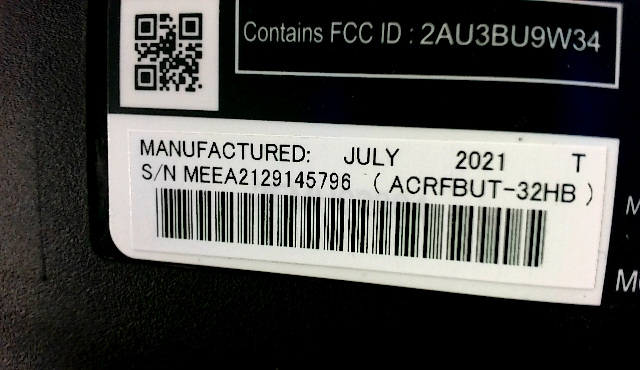 Contains FCC ID : 2AU3BU9W34
MANUFACTURED: JULY 2021 T
S/N MEEA2129145796 ( ACRFBUT-32HB )